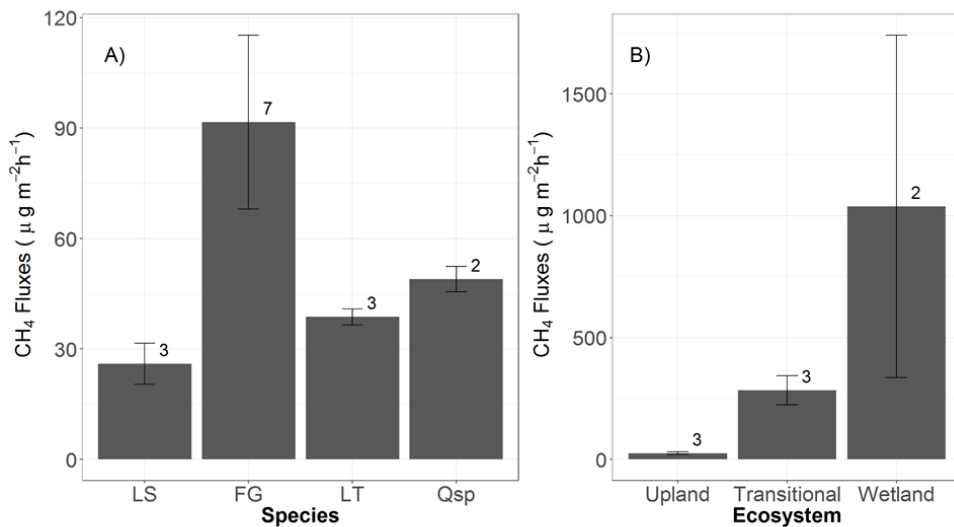 A)
CH₄ Fluxes ( μ g m⁻²h⁻¹)
120
90
60
30
0
3
7
3
2
LS FG LT Qsp
Species
B)
CH₄ Fluxes ( μ g m⁻²h⁻¹)
1500
1000
500
0
3
3
2
Upland Transitional Wetland
Ecosystem